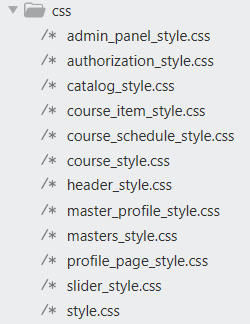 css
/* admin_panel_style.css
/* authorization_style.css
/* catalog_style.css
/* course_item_style.css
/* course_schedule_style.css
/* course_style.css
/* header_style.css
/* master_profile_style.css
/* masters_style.css
/* profile_page_style.css
/* slider_style.css
/* style.css